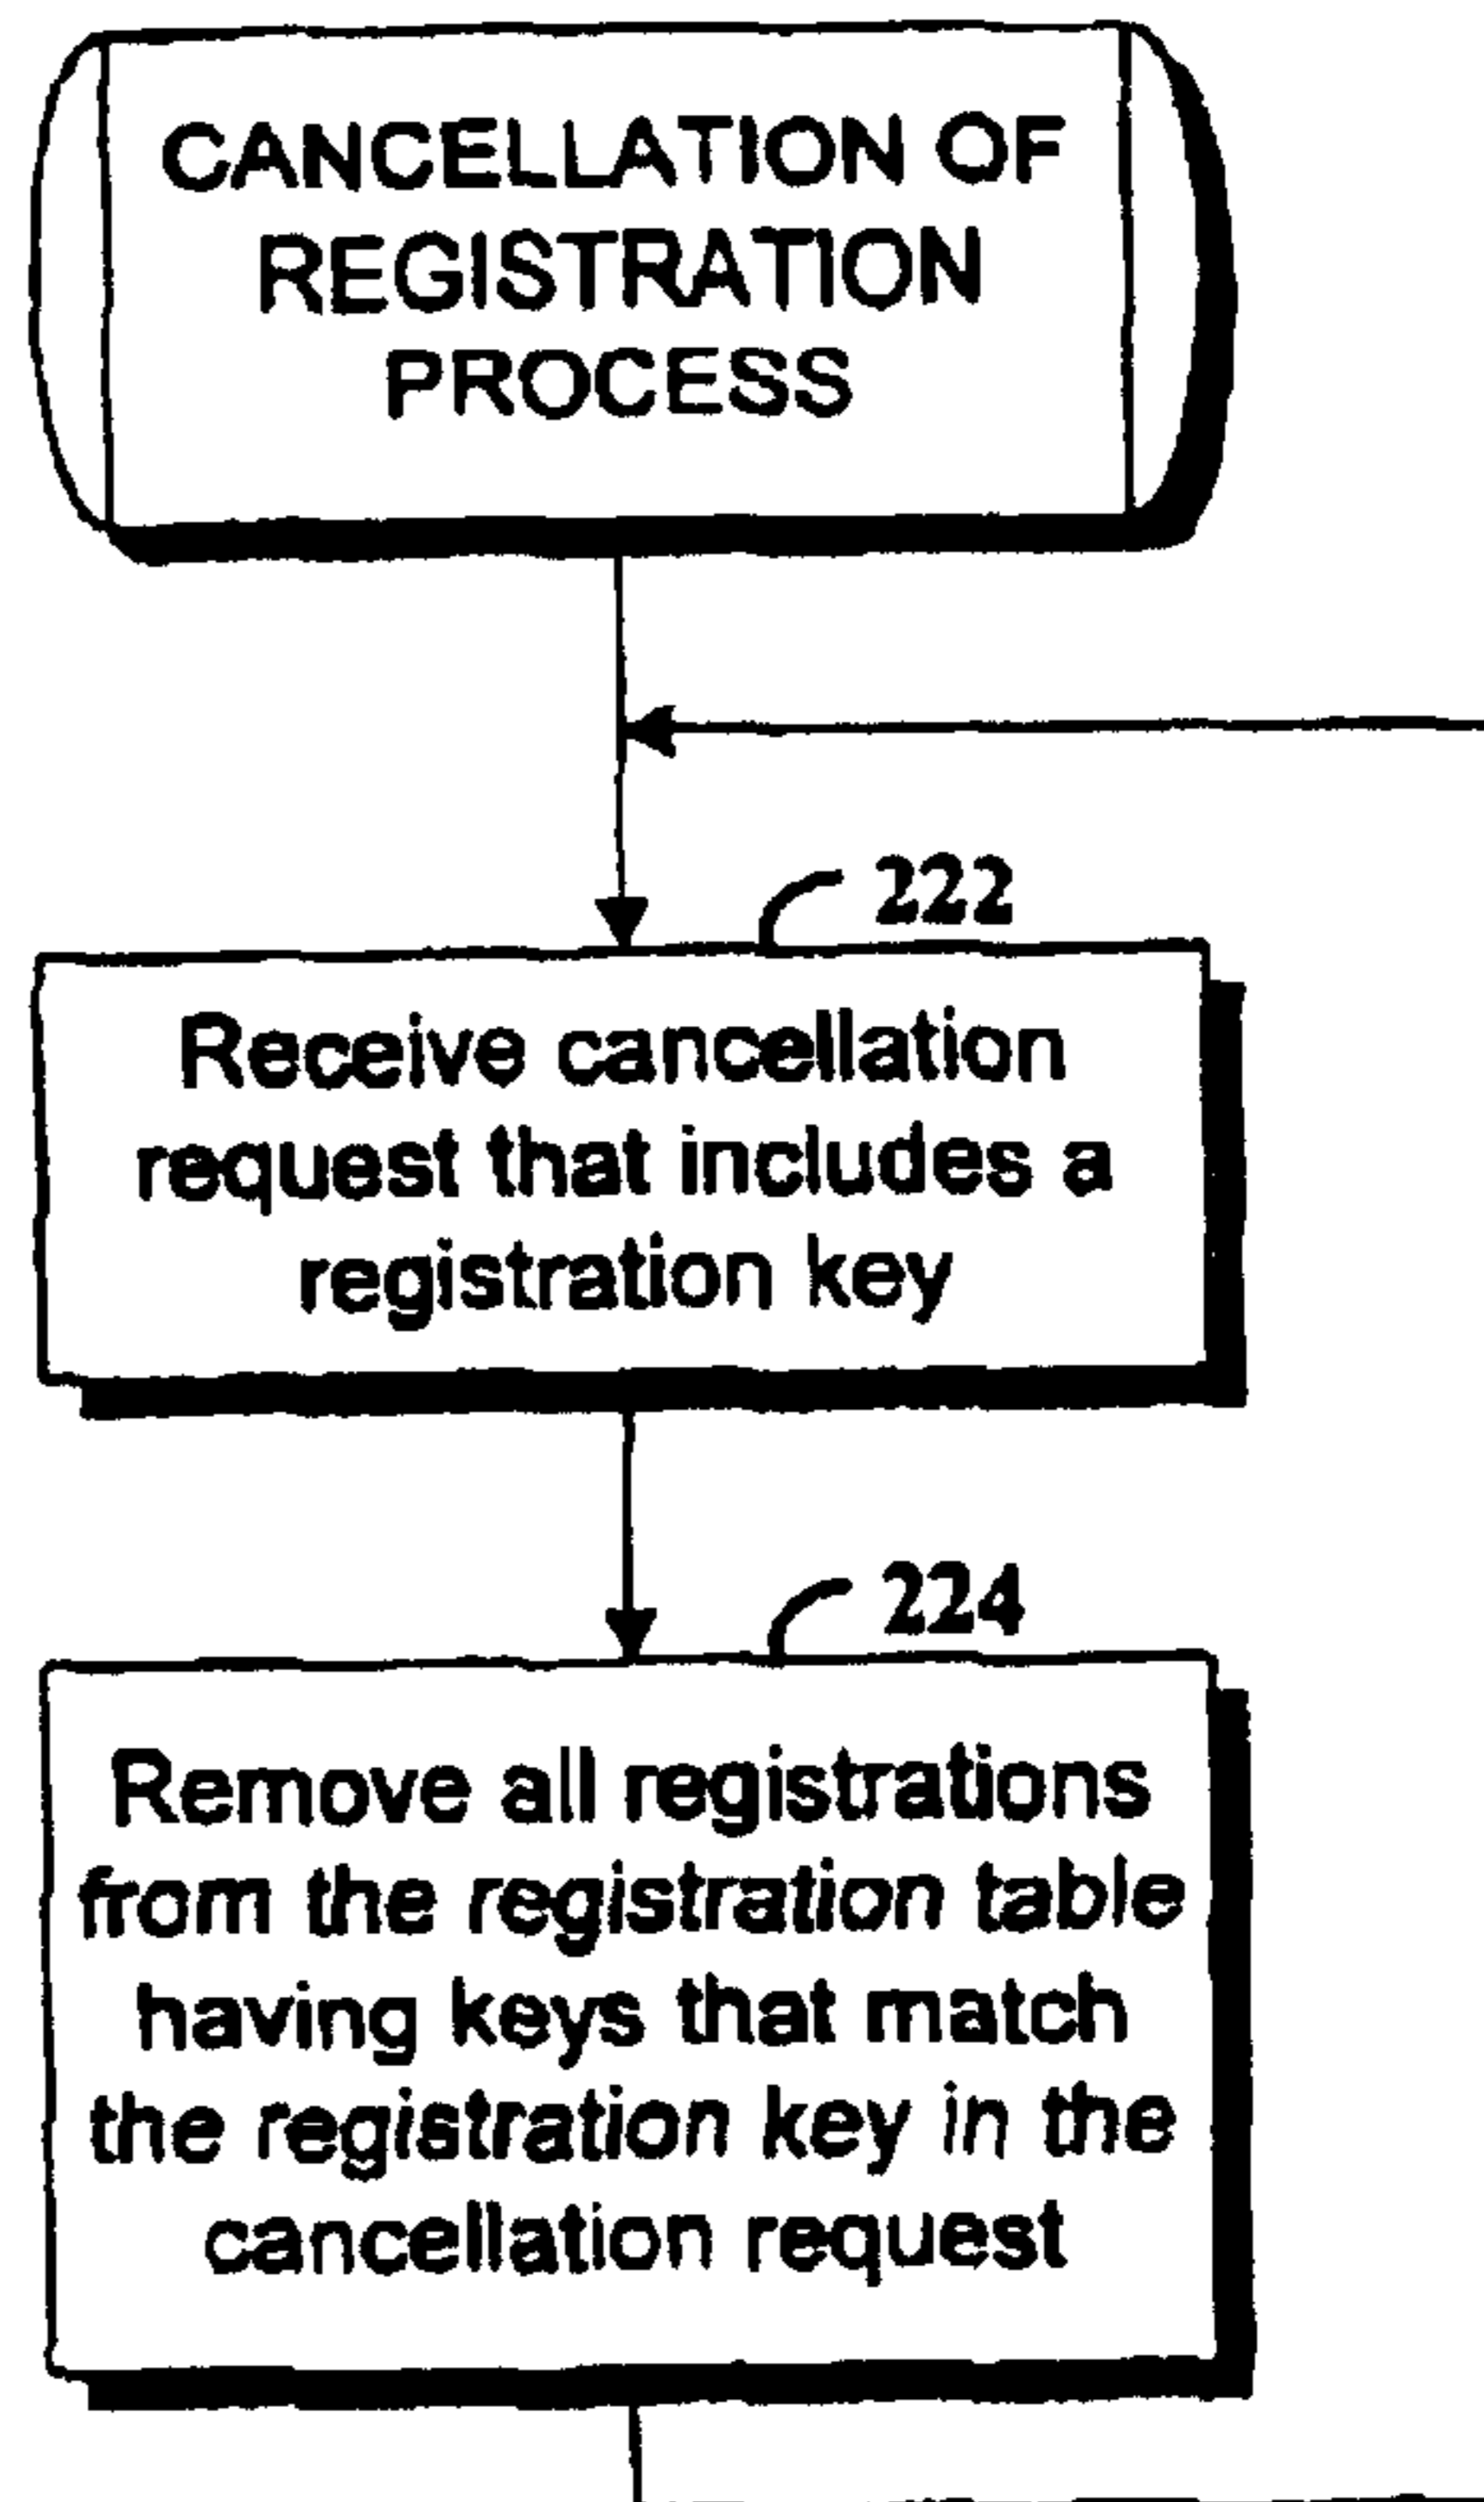 CANCELLATION OF
REGISTRATION
PROCESS
222
Receive cancellation
request that includes a
registration key
224
Remove all registrations
from the registration table
having keys that match
the registration key in the
cancellation request